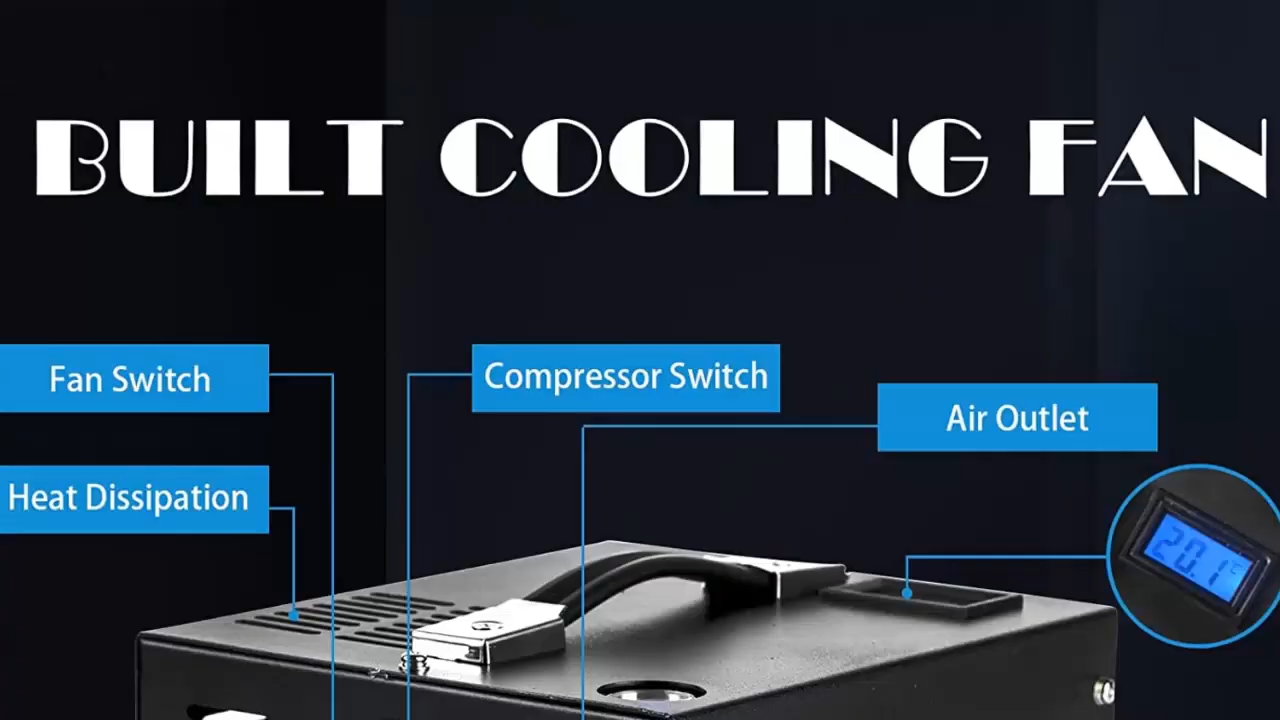 BUILT COOLING FAN
Fan Switch
Compressor Switch
Air Outlet
Heat Dissipation
20.1°C